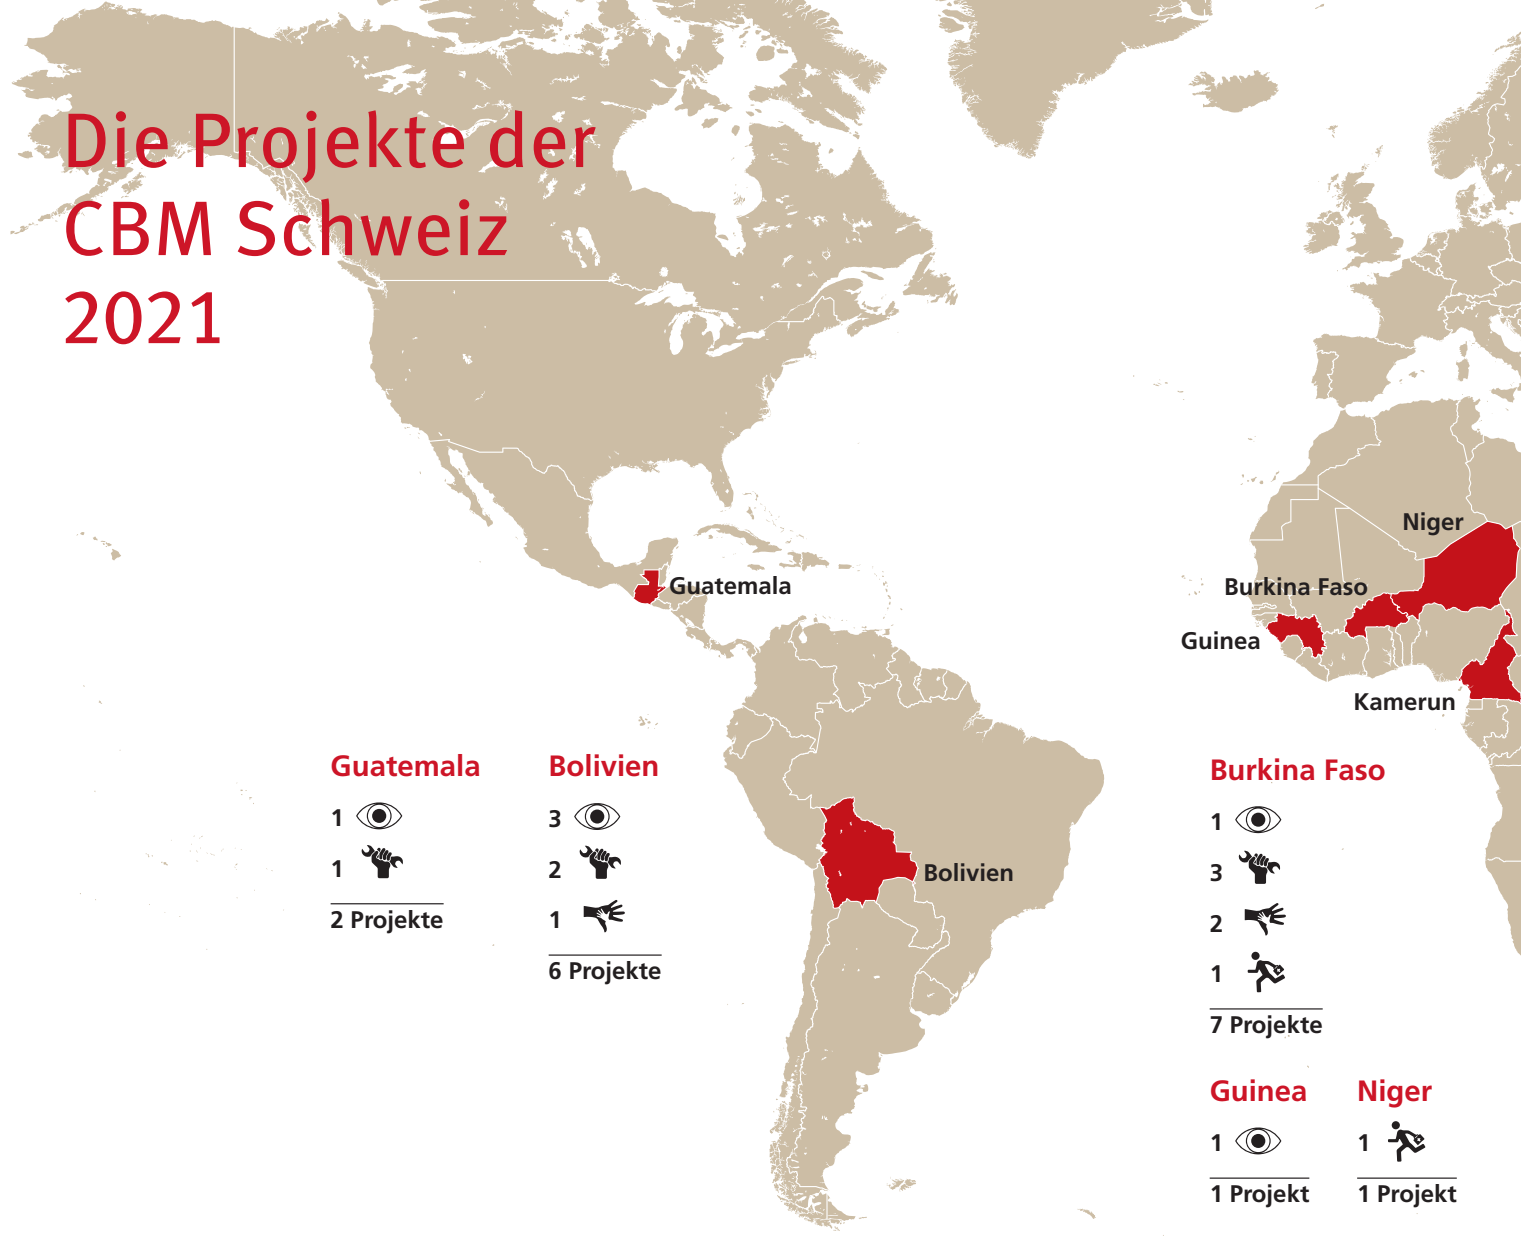 Die Projekte der
CBM Schweiz
2021
Niger
Burkina Faso
Guatemala
Guinea
Kamerun
Bolivien
Guatemala
1
1
2 Projekte
Bolivien
3
2
1
6 Projekte
Burkina Faso
1
3
2
1
7 Projekte
Guinea
1
1 Projekt
Niger
1
1 Projekt